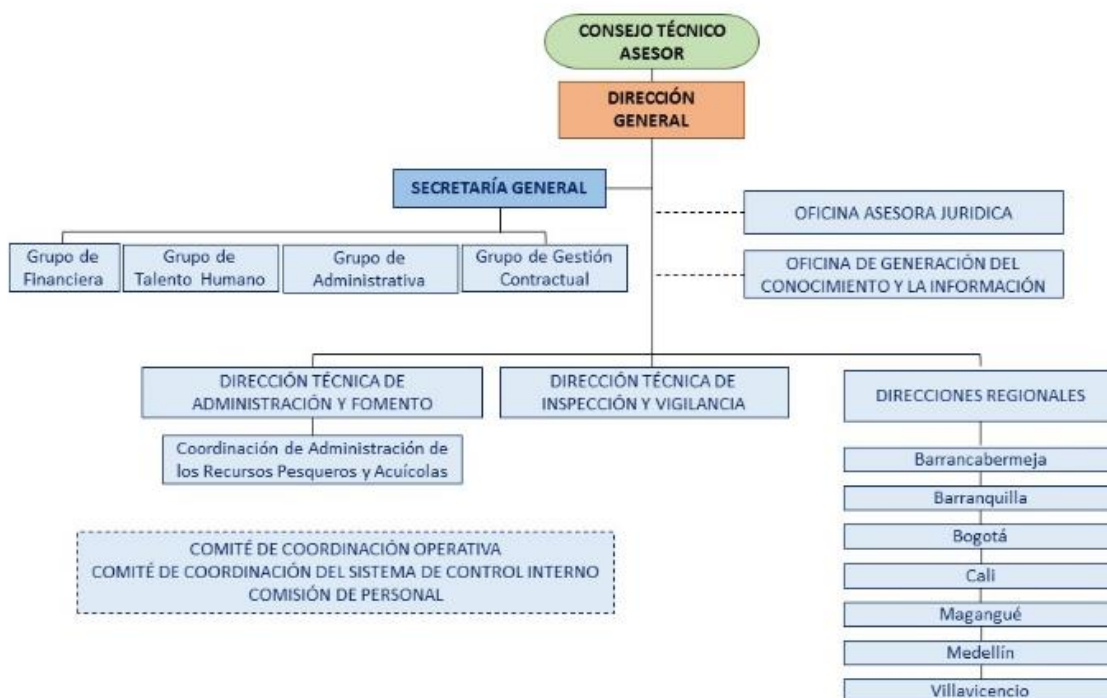 CONSEJO TÉCNICO
ASESOR
DIRECCIÓN
GENERAL
SECRETARÍA GENERAL
OFICINA ASESORA JURIDICA
Grupo de
Financiera
Grupo de
Talento Humano
Grupo de
Administrativa
Grupo de Gestión
Contractual
OFICINA DE GENERACIÓN DEL
CONOCIMIENTO Y LA INFORMACIÓN
DIRECCIÓN TÉCNICA DE
ADMINISTRACIÓN Y FOMENTO
DIRECCIÓN TÉCNICA DE
INSPECCIÓN Y VIGILANCIA
DIRECCIONES REGIONALES
Coordinación de Administración de
los Recursos Pesqueros y Acuícolas
Barrancabermeja
Barranquilla
Bogotá
Cali
Magangué
Medellín
Villavicencio
COMITÉ DE COORDINACIÓN OPERATIVA
COMITÉ DE COORDINACIÓN DEL SISTEMA DE CONTROL INTERNO
COMISIÓN DE PERSONAL